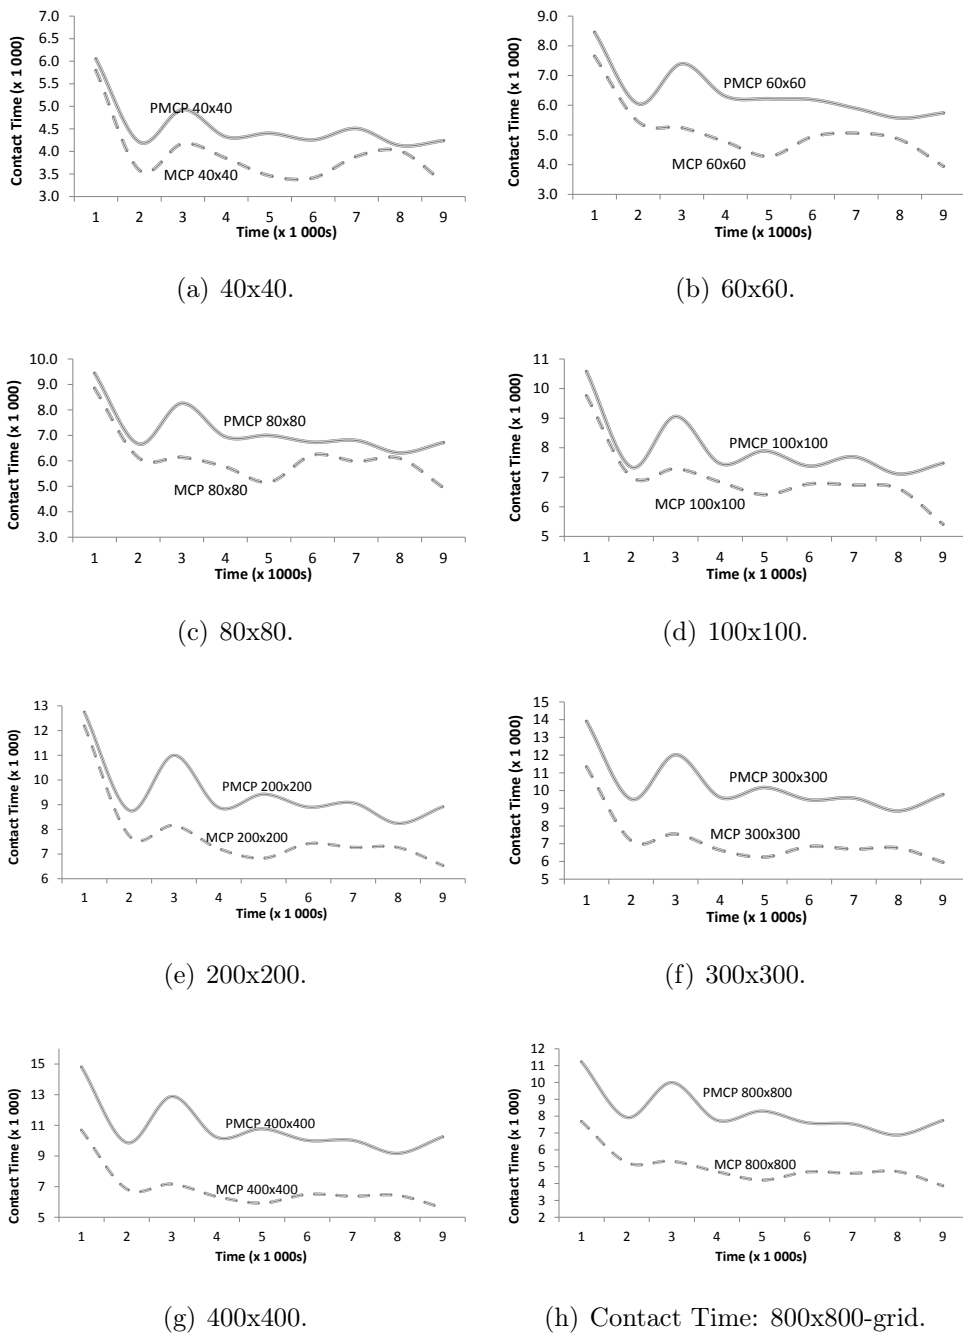 7.0
6.5
6.0
5.5
5.0
4.5
4.0
3.5
3.0
Contact Time (x 1 000)
PMCP 40x40
MCP 40x40
1 2 3 4 5 6 7 8 9
Time (x 1 000s)
(a) 40x40.
9.0
8.0
7.0
6.0
5.0
4.0
3.0
Contact Time (x 1 000)
PMCP 60x60
MCP 60x60
1 2 3 4 5 6 7 8 9
Time (x 1000s)
(b) 60x60.
10.0
9.0
8.0
7.0
6.0
5.0
4.0
3.0
Contact Time (x 1 000)
PMCP 80x80
MCP 80x80
1 2 3 4 5 6 7 8 9
Time (x 1000s)
(c) 80x80.
11
10
9
8
7
6
5
Contact Time (x 1 000)
PMCP 100x100
MCP 100x100
1 2 3 4 5 6 7 8 9
Time (x 1 000s)
(d) 100x100.
13
12
11
10
9
8
7
6
Contact Time (x 1 000)
PMCP 200x200
MCP 200x200
1 2 3 4 5 6 7 8 9
Time (x 1 000s)
(e) 200x200.
15
14
13
12
11
10
9
8
7
6
5
Contact Time (x 1 000)
PMCP 300x300
MCP 300x300
1 2 3 4 5 6 7 8 9
Time (x 1 000s)
(f) 300x300.
15
13
11
9
7
5
Contact Time (x 1 000)
PMCP 400x400
MCP 400x400
1 2 3 4 5 6 7 8 9
Time (x 1 000s)
(g) 400x400.
12
11
10
9
8
7
6
5
4
3
2
Contact Time (x 1 000)
PMCP 800x800
MCP 800x800
1 2 3 4 5 6 7 8 9
Time (x 1 000s)
(h) Contact Time: 800x800-grid.